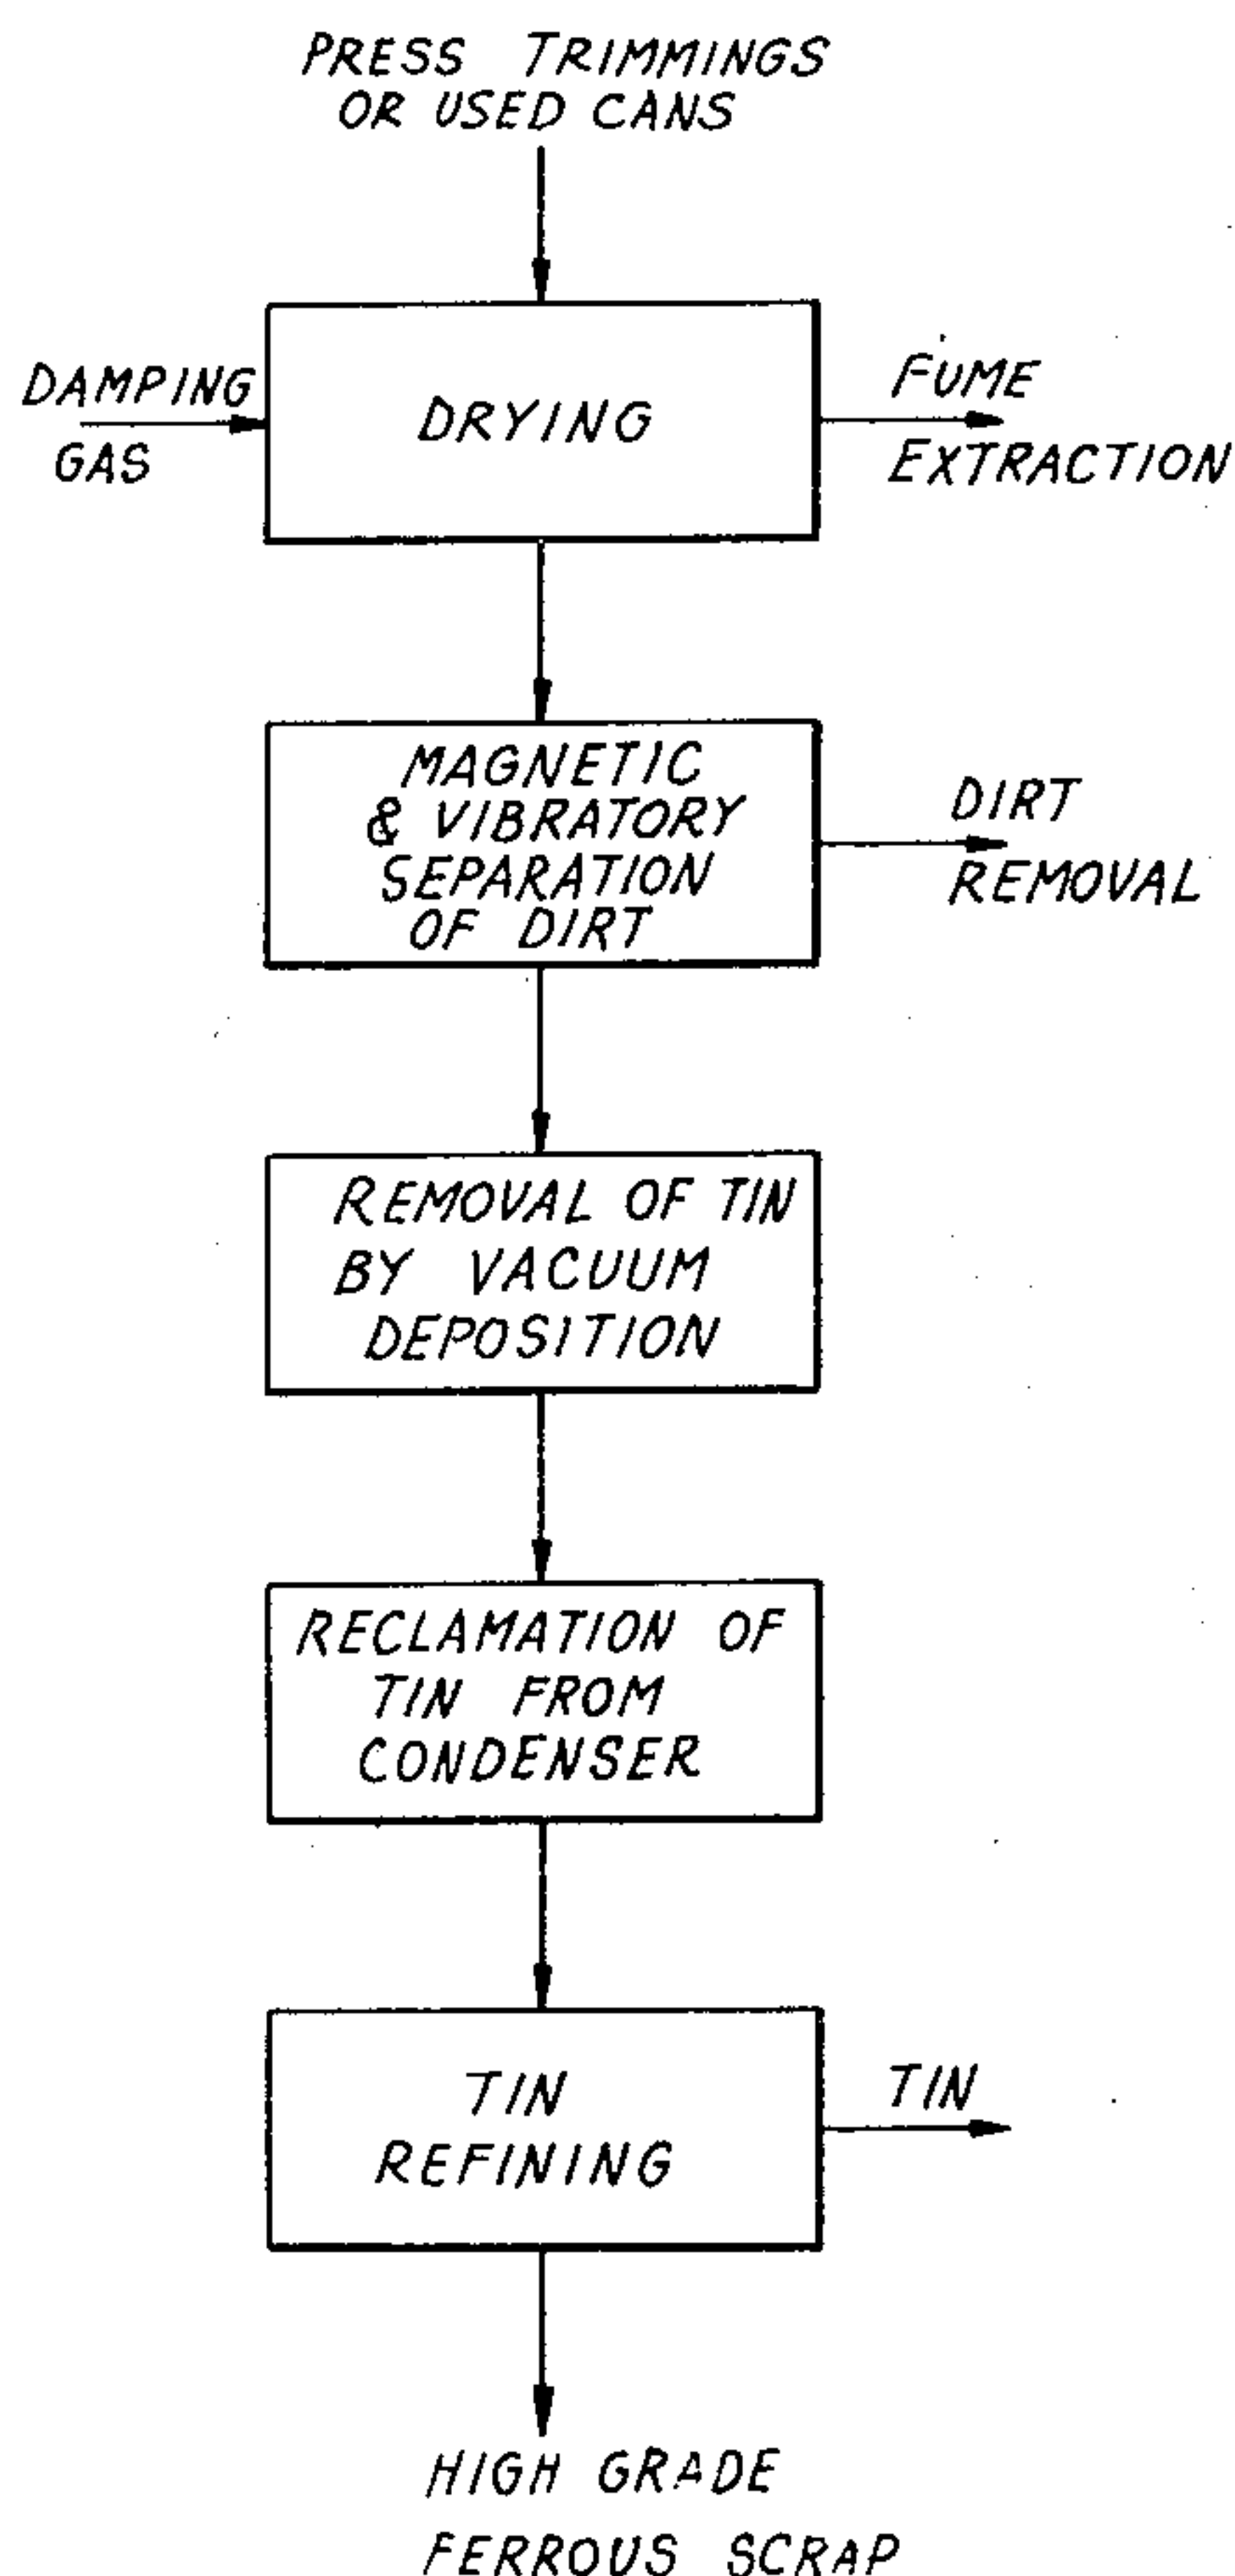 PRESS TRIMMINGS
OR USED CANS
DAMPING
GAS
DRYING
FUME
EXTRACTION
MAGNETIC
& VIBRATORY
SEPARATION
OF DIRT
DIRT
REMOVAL
REMOVAL OF TIN
BY VACUUM
DEPOSITION
RECLAMATION OF
TIN FROM
CONDENSER
TIN
REFINING
TIN
HIGH GRADE
FERROUS SCRAP